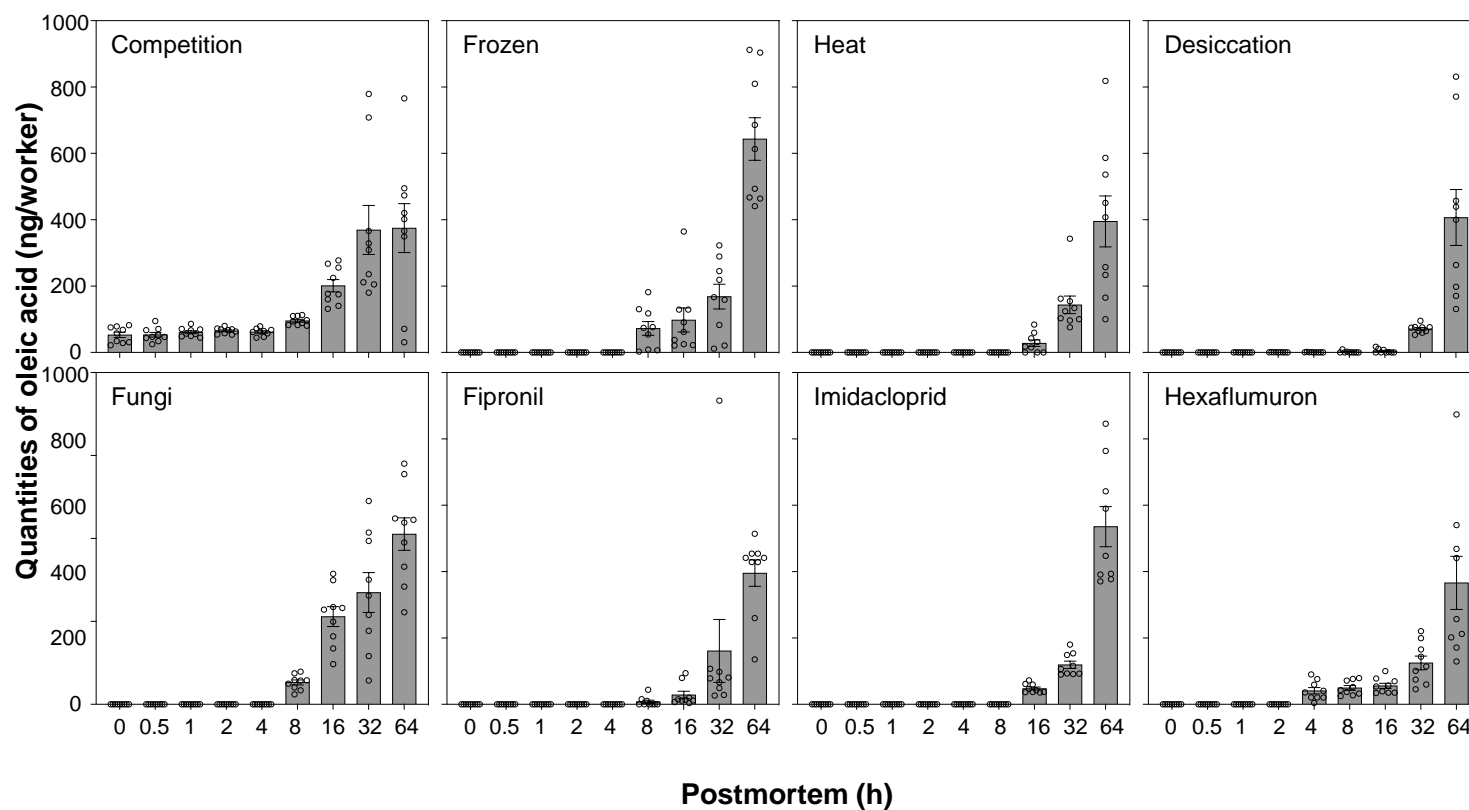 Quantities of oleic acid (ng/worker)
1000
800
600
400
200
0
Competition
Frozen
Heat
Desiccation
1000
800
600
400
200
0
Fungi
Fipronil
Imidacloprid
Hexaflumuron
0 0.5 1 2 4 8 16 32 64
0 0.5 1 2 4 8 16 32 64
0 0.5 1 2 4 8 16 32 64
0 0.5 1 2 4 8 16 32 64
Postmortem (h)